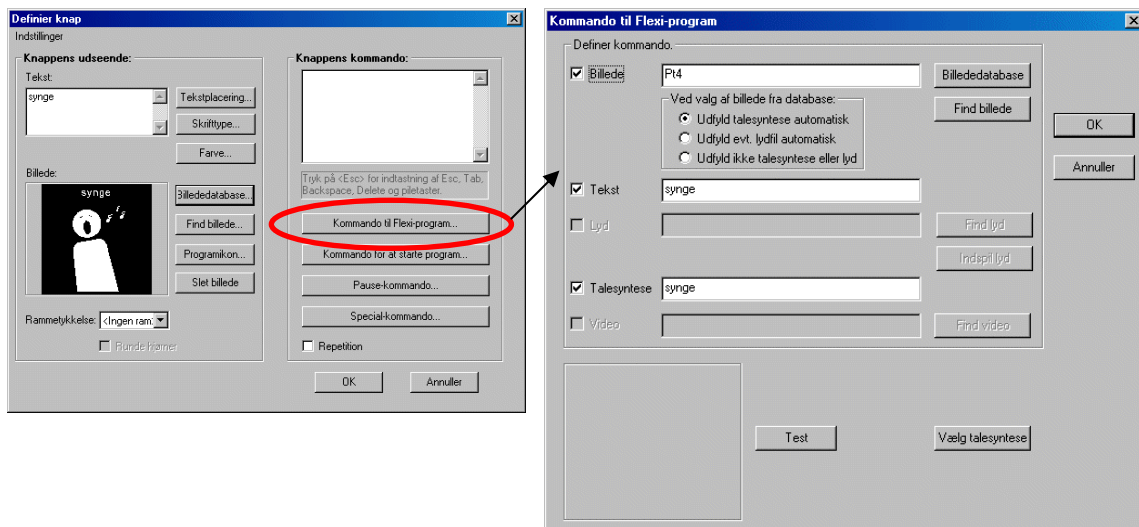 Definier knap
Indstillinger
Knappens udseende:
Tekst:
synge
Tekstplacering...
Skrifttype...
Farve...
Billede:
synge
Billededatabase...
Find billede...
Programikon...
Slet billede
Rammetykkelse:
<Ingen ram
Runde hjørner
Knappens kommando:
Tryk på <Esc> for indtastning af Esc, Tab,
Backspace, Delete og piletaster.
Kommando til Flexi-program...
Kommando for at starte program...
Pause-kommando...
Special-kommando...
Repetition
OK
Annuller
Kommando til Flexi-program
Definer kommando.
Billede
Pt4
Billededatabase
Ved valg af billede fra database:
Udfyld talesyntese automatisk
Udfyld evt. lydfil automatisk
Udfyld ikke talesyntese eller lyd
Find billede
OK
Annuller
Tekst
synge
Lyd
Find lyd
Indspil lyd
Talesyntese
synge
Video
Find video
Test
Vælg talesyntese